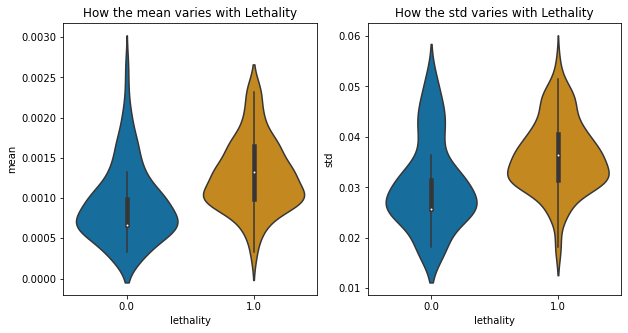 How the mean varies with Lethality
mean
0.0030
0.0025
0.0020
0.0015
0.0010
0.0005
0.0000
0.0 1.0
lethality
How the std varies with Lethality
std
0.06
0.05
0.04
0.03
0.02
0.01
0.0 1.0
lethality